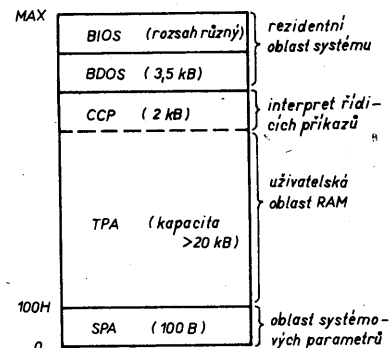 MAX
BIOS (rozsah různý)
rezidentní
oblast systému
BDOS (3,5 kB)
CCP (2 kB)
interpret řídi-
cích příkazů
uživatelská
oblast RAM
TPA (kapacita
>20 kB)
100H
SPA (100 B)
oblast systémo-
vých parametrů
0